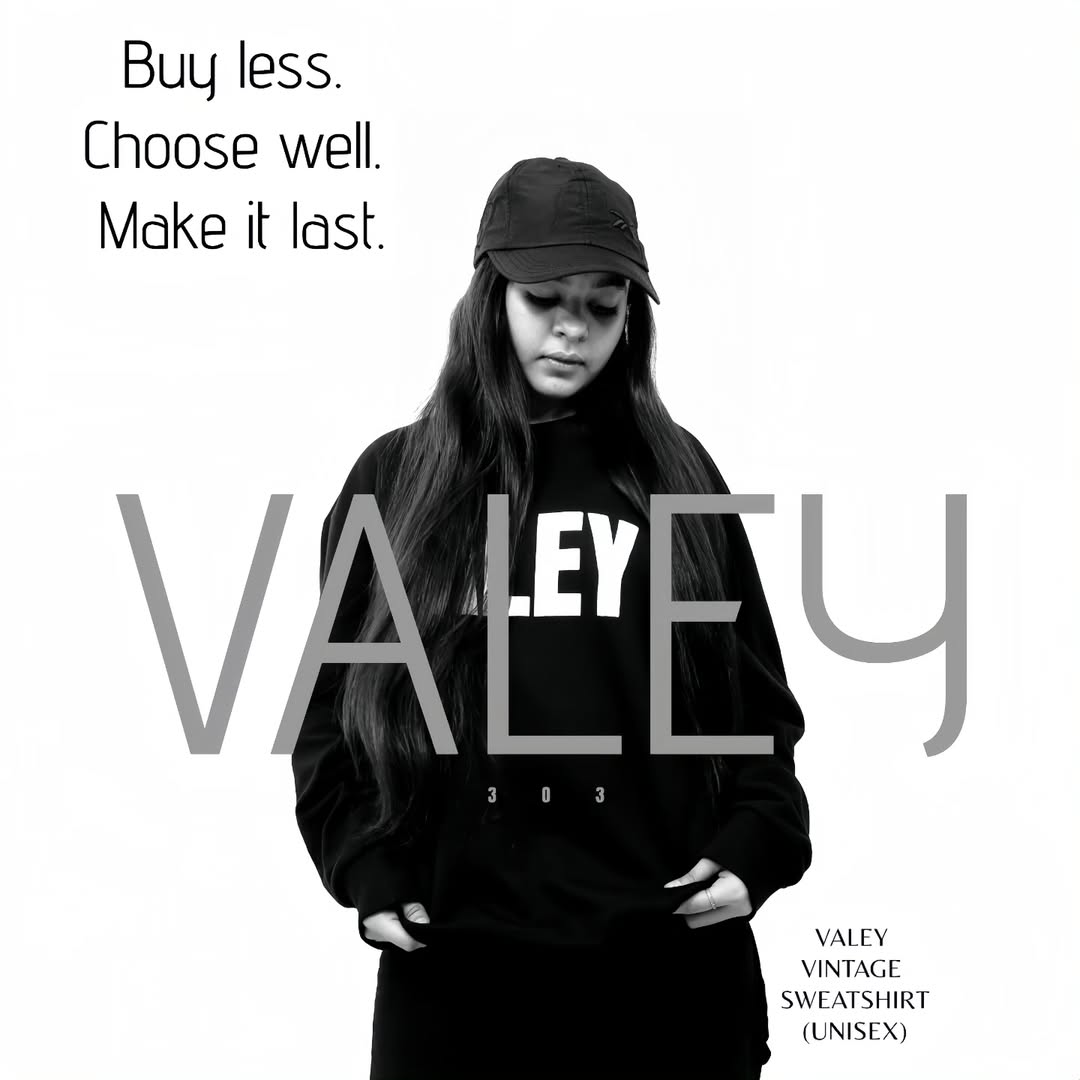 Buy less.
Choose well.
Make it last.
LEY
VALEY
3 0 3
VALEY
VINTAGE
SWEATSHIRT
(UNISEX)